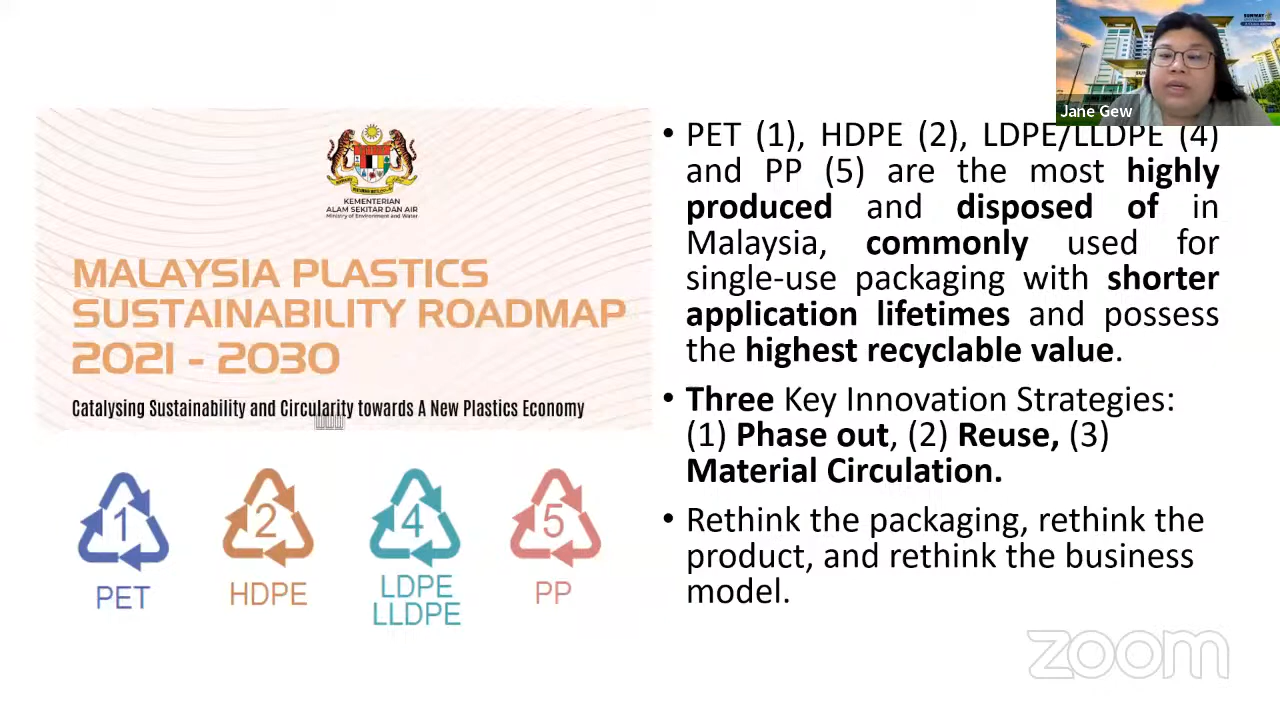 SUNWAY
Jane Gew
KEMENTERIAN
ALAM SEKITAR DAN AIR
Ministry of Environment and Water
MALAYSIA PLASTICS
SUSTAINABILITY ROADMAP
2021 - 2030
Catalysing Sustainability and Circularity towards A New Plastics Economy
1
2
4
5
PET
HDPE
LDPE
LLDPE
PP
• PET (1), HDPE (2), LDPE/LLDPE (4)
and PP (5) are the most highly
produced and disposed of in
Malaysia, commonly used for
single-use packaging with shorter
application lifetimes and possess
the highest recyclable value.
• Three Key Innovation Strategies:
(1) Phase out, (2) Reuse, (3)
Material Circulation.
• Rethink the packaging, rethink the
product, and rethink the business
model.
zoom